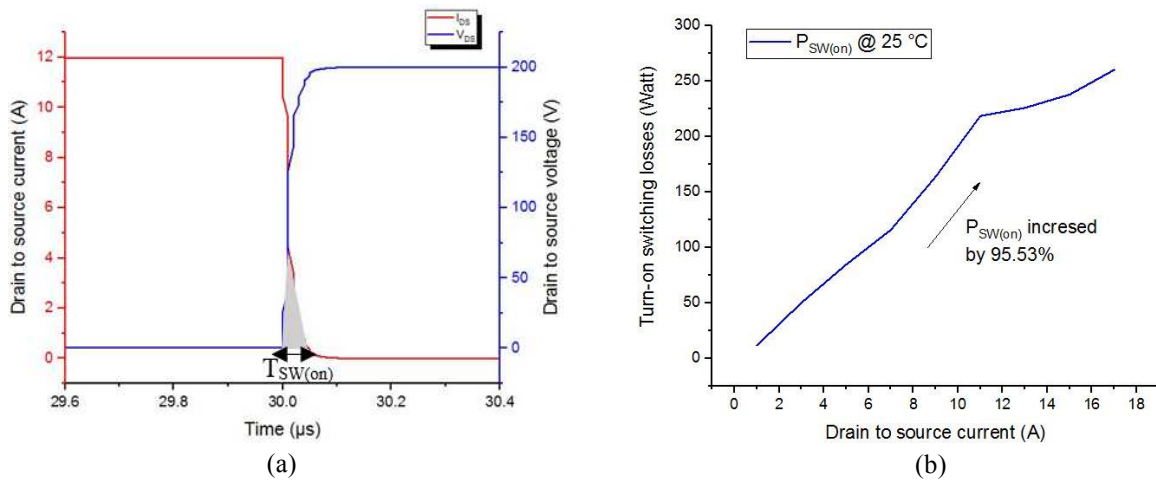 I_DS
V_DS
12
10
8
6
4
2
0
200
150
100
50
0
Drain to source current (A)
Drain to source voltage (V)
T_SW(on)
29.6
29.8
30.0
30.2
30.4
Time (µs)
(a)
300
250
200
150
100
50
0
Turn-on switching losses (Watt)
P_SW(on) @ 25 °C
P_SW(on) incresed
by 95.53%
0
2
4
6
8
10
12
14
16
18
Drain to source current (A)
(b)